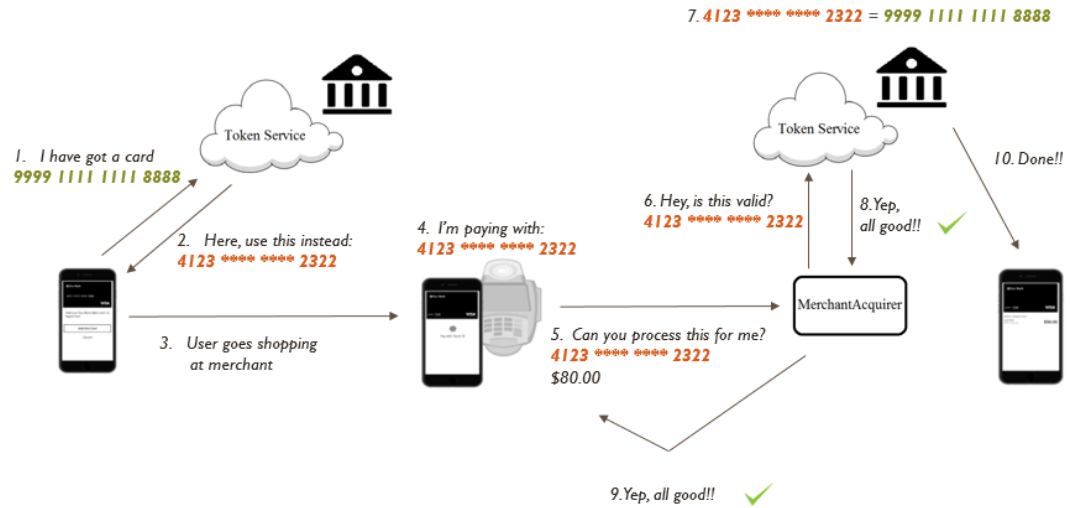 7. 4123 **** **** 2322 = 9999 1111 1111 8888
Token Service
Token Service
1. I have got a card
9999 1111 1111 8888
10. Done!!
2. Here, use this instead:
4123 **** **** 2322
4. I'm paying with:
4123 **** **** 2322
6. Hey, is this valid?
4123 **** **** 2322
8.Yep,
all good!!
VISA
VISA
MerchantAcquirer
3. User goes shopping
at merchant
5. Can you process this for me?
4123 **** **** 2322
$80.00
9.Yep, all good!!